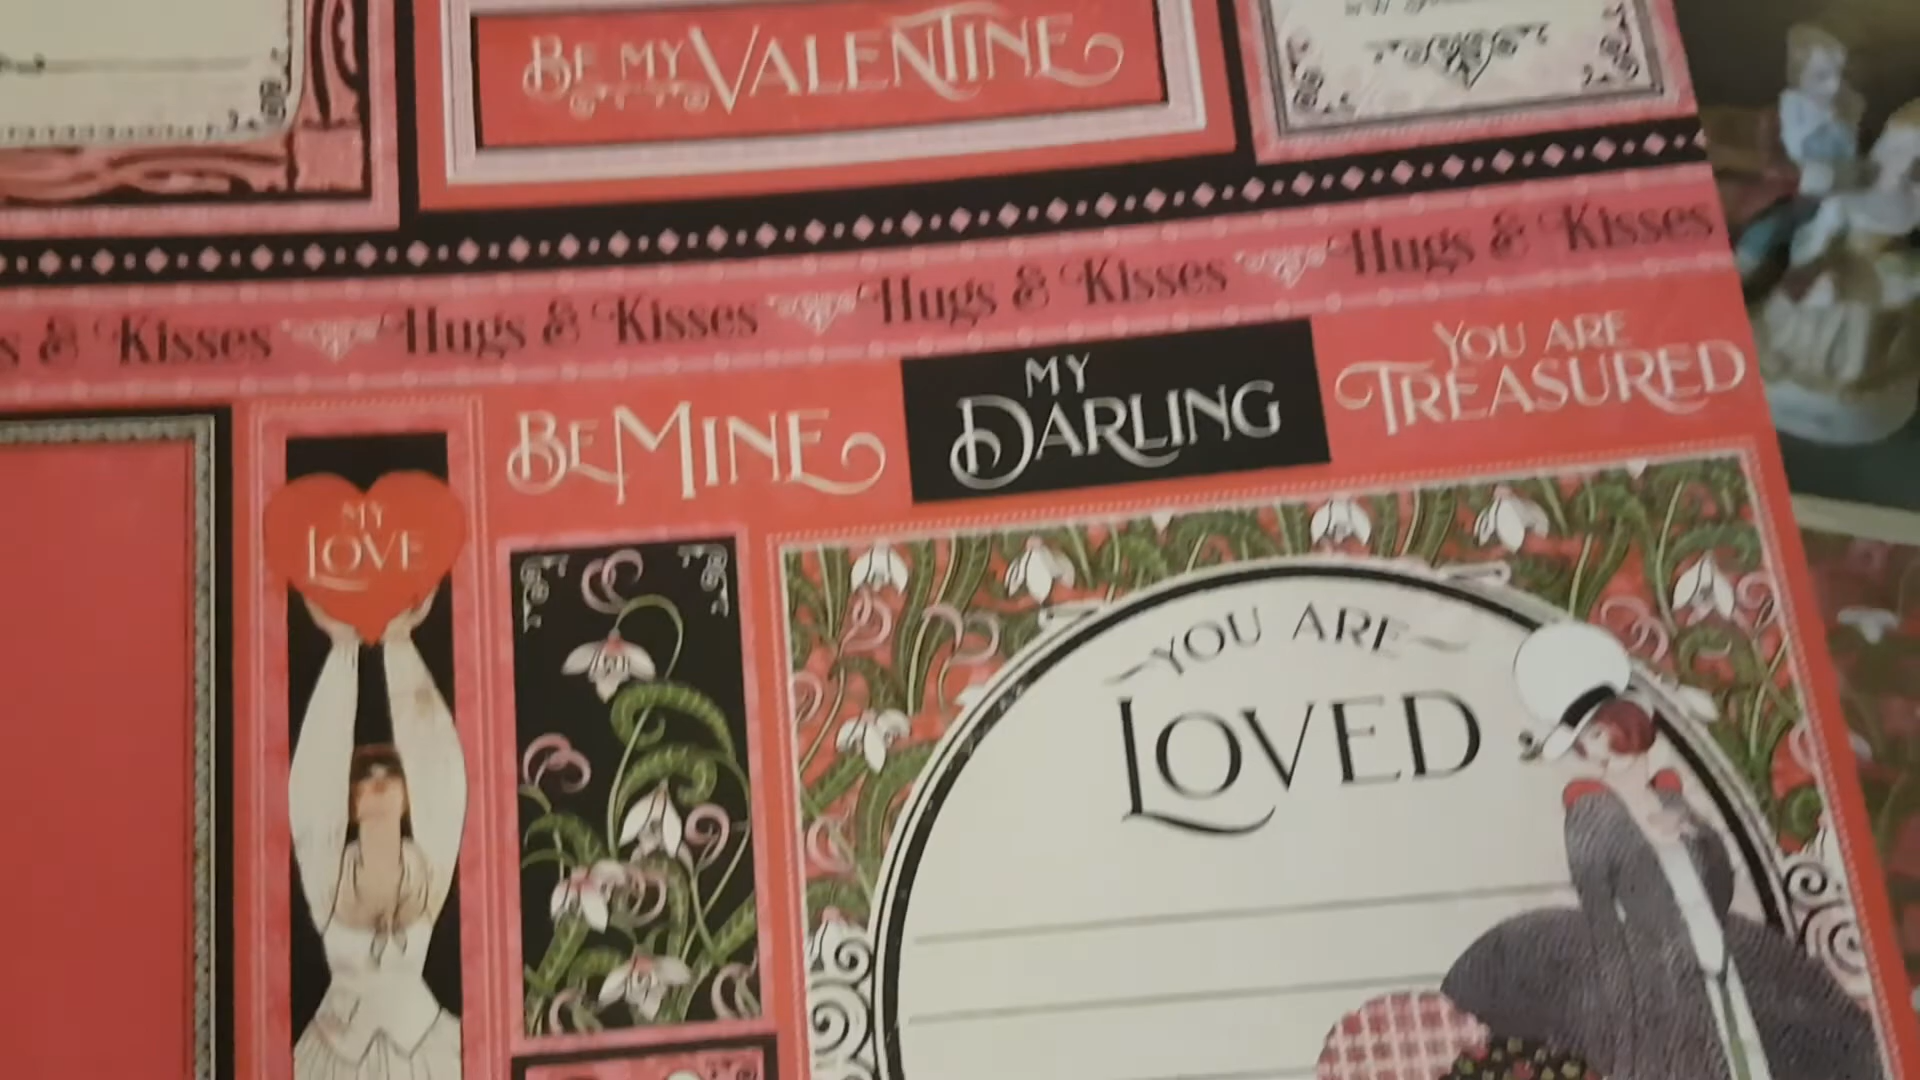 BE MY VALENTINE
s & Kisses Hugs & Kisses Hugs & Kisses Hugs & Kisses
BE MINE
MY
DARLING
YOU ARE
TREASURED
MY
LOVE
YOU ARE
LOVED